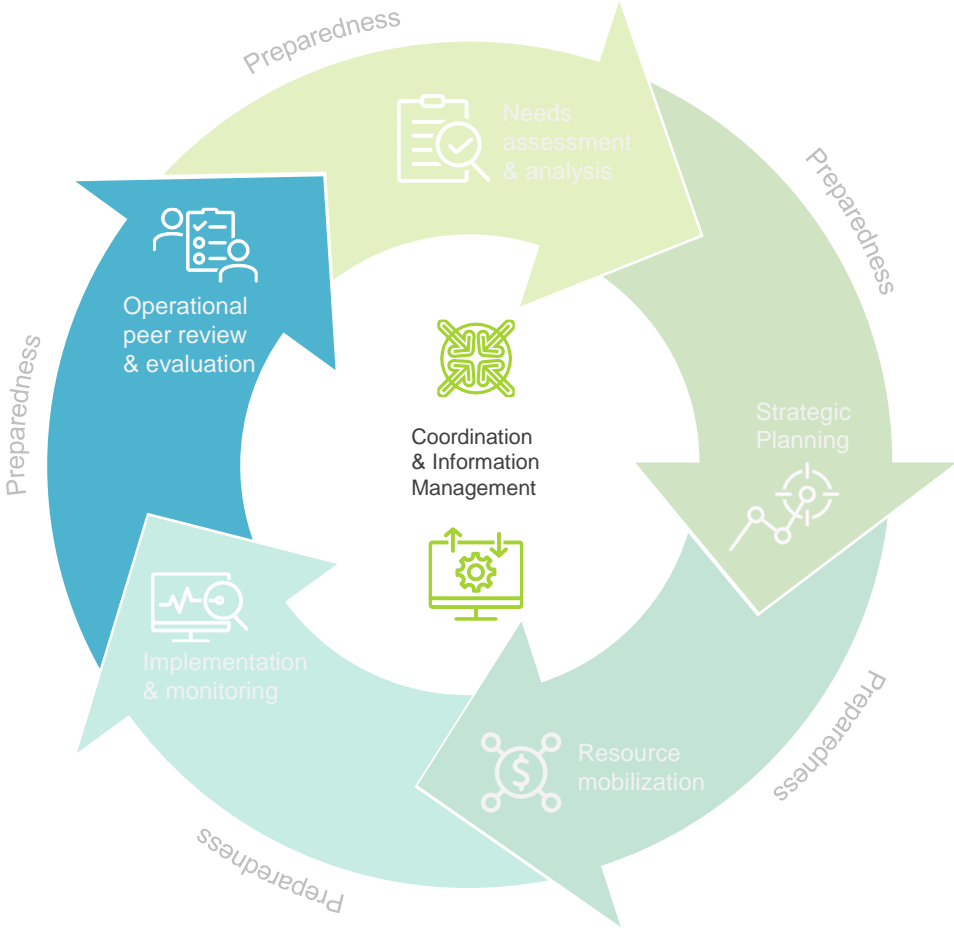 Preparedness
Needs
assessment
& analysis
Preparedness
Operational
peer review
& evaluation
Preparedness
Strategic
Planning
Coordination
& Information
Management
Implementation
& monitoring
Preparedness
Resource
mobilization
Preparedness
$